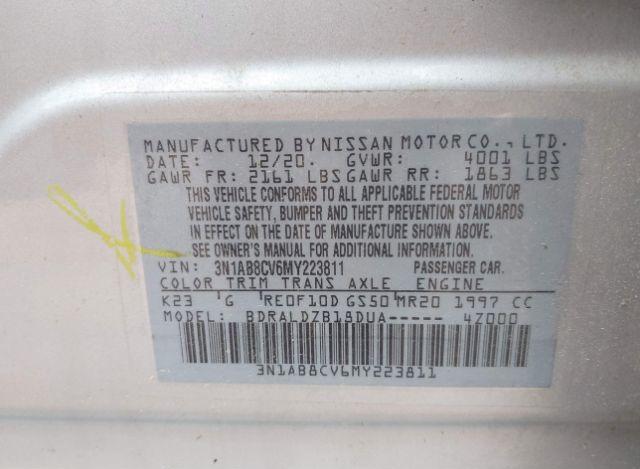 MANUFACTURED BY NISSAN MOTOR CO., LTD.
DATE: 12/20. GVWR: 4001 LBS
GAWR FR: 2161 LBS GAWR RR: 1863 LBS
THIS VEHICLE CONFORMS TO ALL APPLICABLE FEDERAL MOTOR
VEHICLE SAFETY, BUMPER AND THEFT PREVENTION STANDARDS
IN EFFECT ON THE DATE OF MANUFACTURE SHOWN ABOVE.
SEE OWNER'S MANUAL FOR ADDITIONAL INFORMATION.
VIN: 3N1AB8CV6MY223811 PASSENGER CAR.
COLOR TRIM TRANS AXLE ENGINE
K23 G RE0F10D GS50 MR20 1997 CC
MODEL: BDRALDZB18DUA----- 4Z000
3N1AB8CV6MY223811